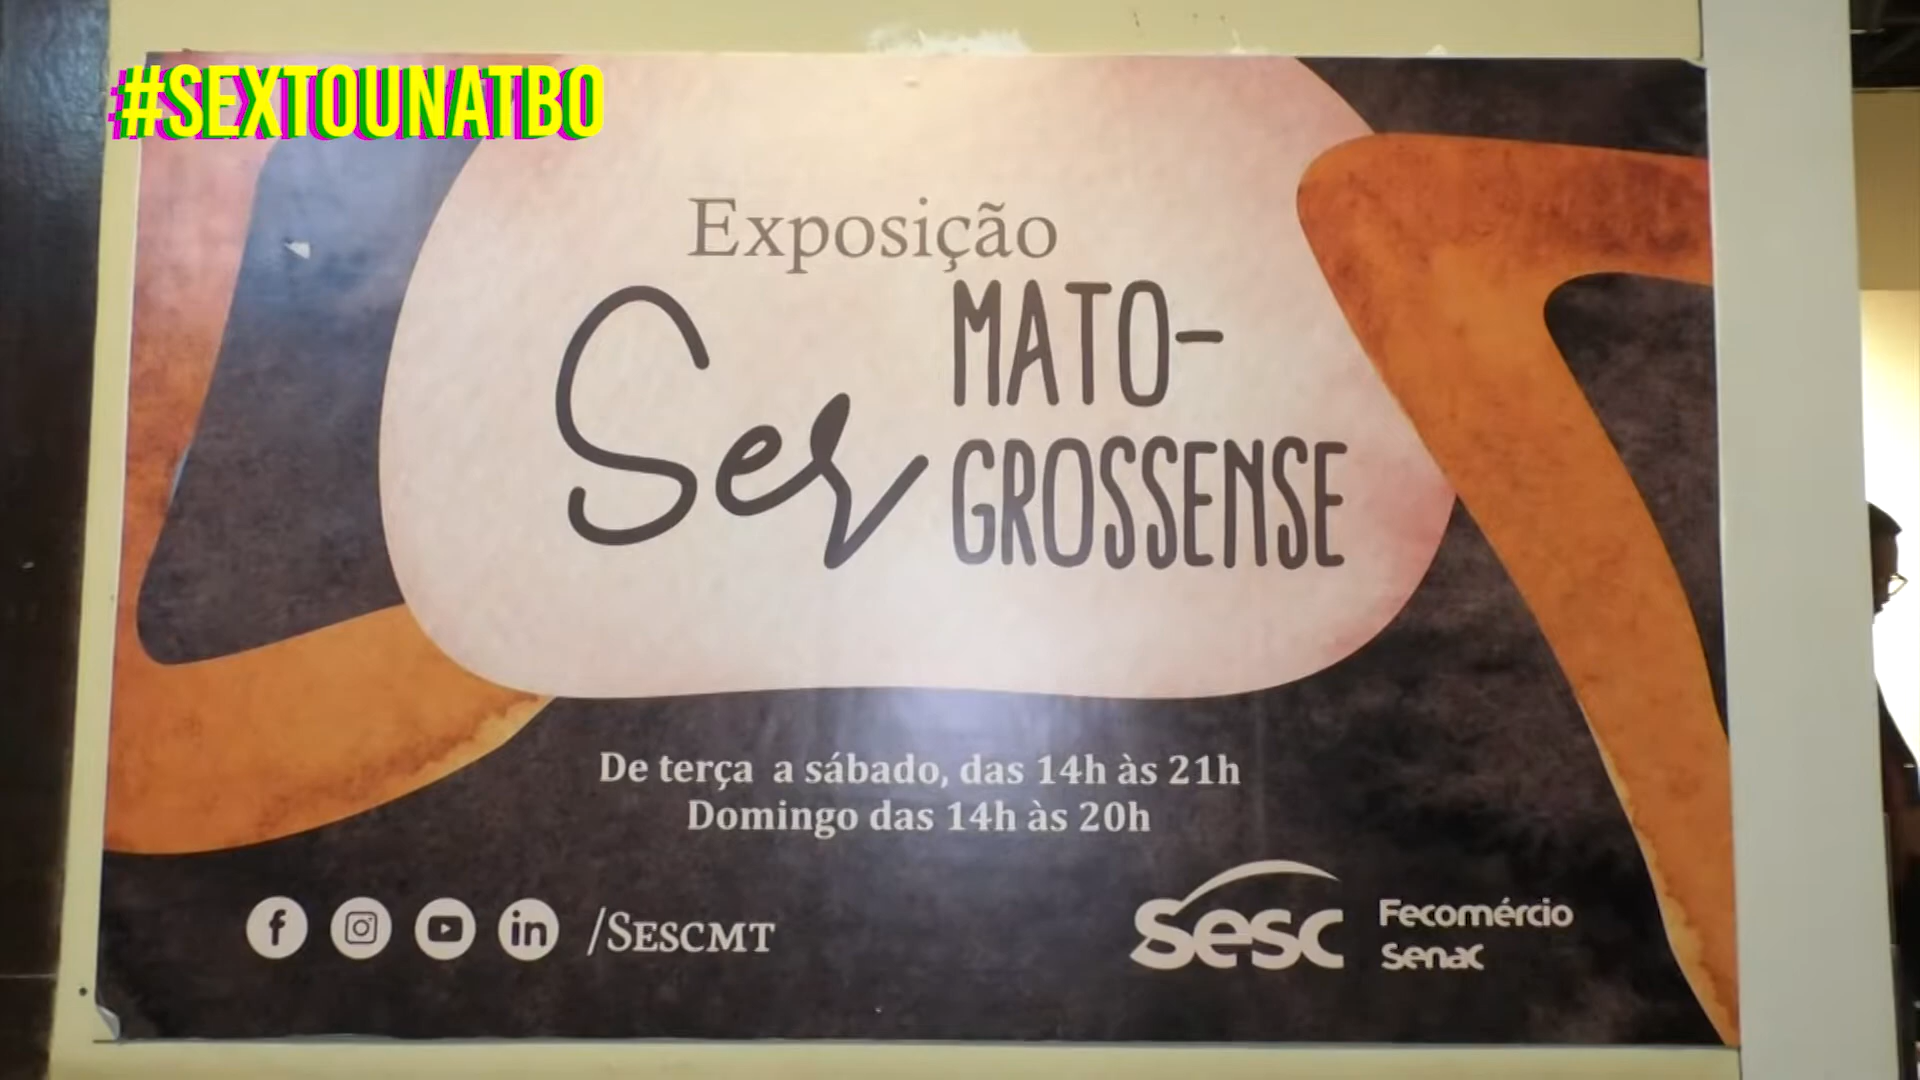 #SEXTOUNATBO
Exposição
Ser MATO-
GROSSENSE
De terça a sábado, das 14h às 21h
Domingo das 14h às 20h
/SESCMT
Sesc
Fecomércio
Senac